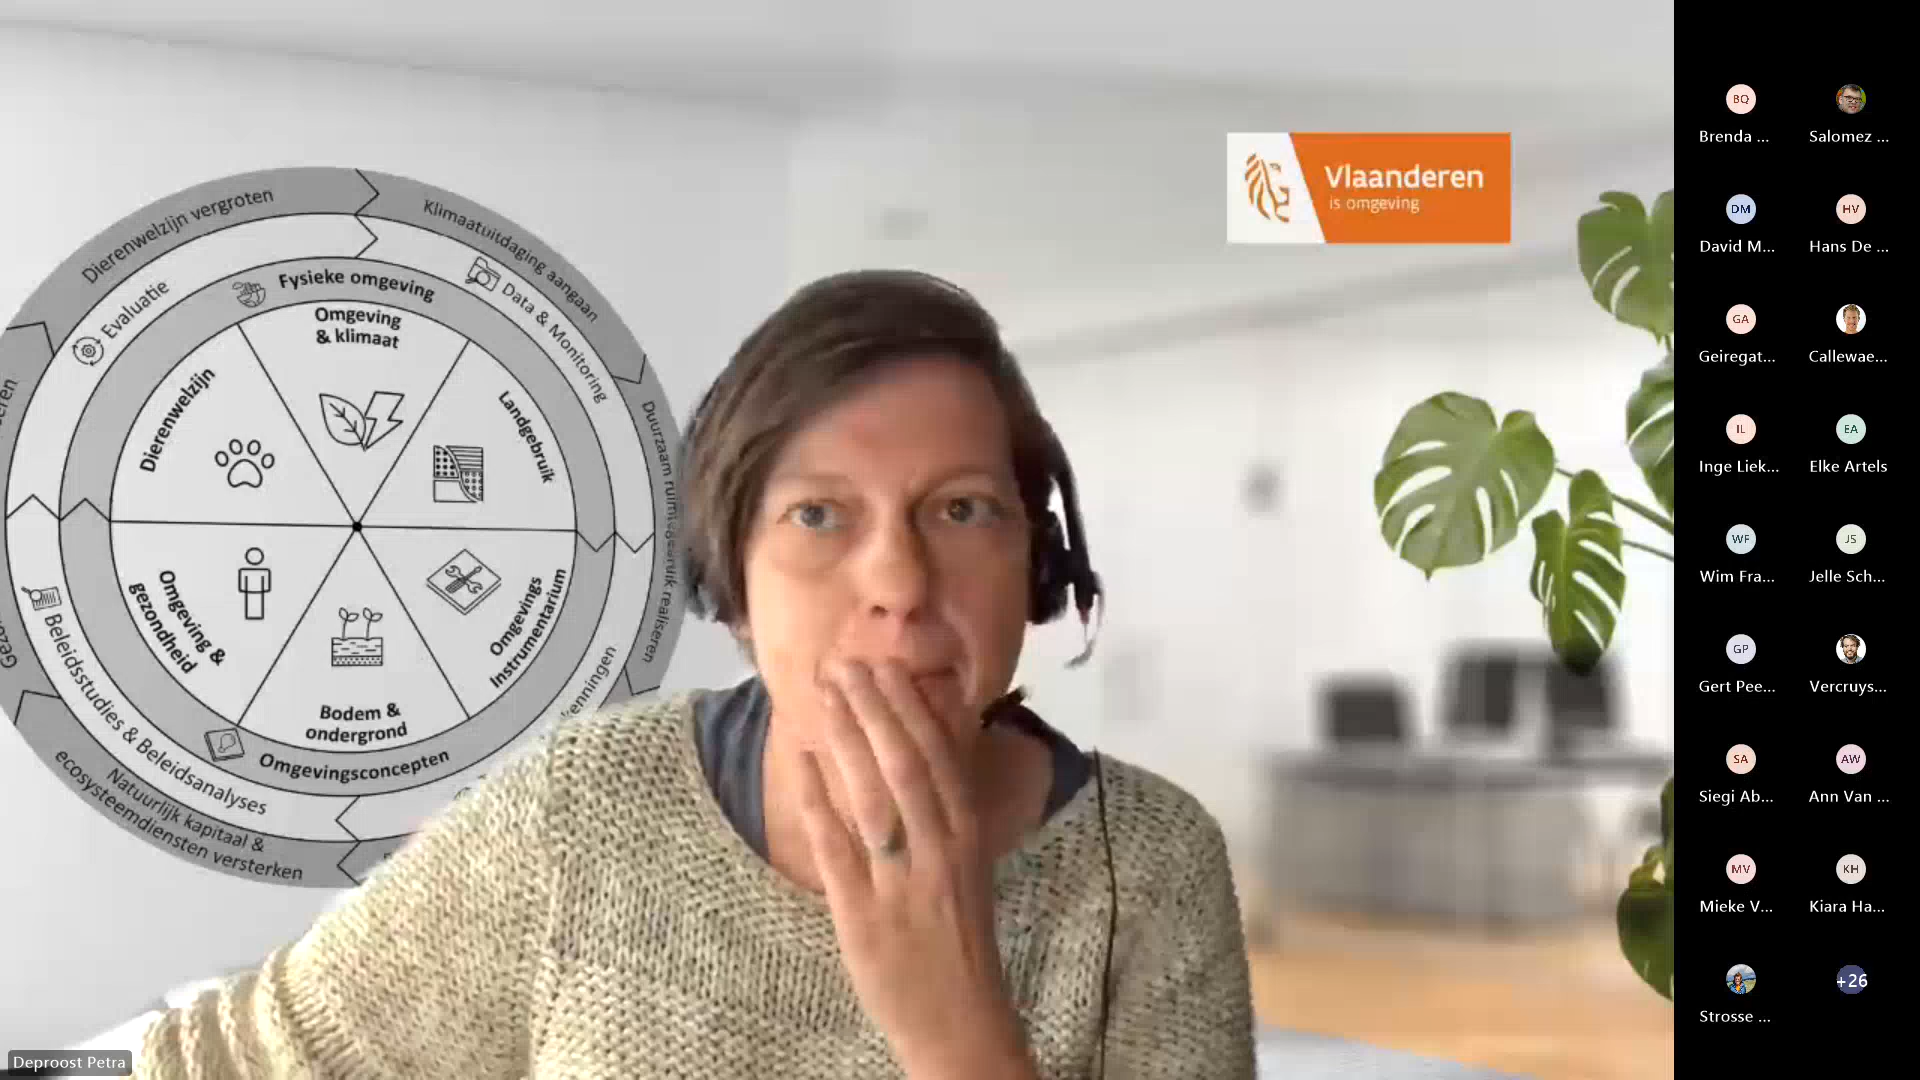 Dierenwelzijn vergroten
Klimaatuitdaging aangaan
Evaluatie
Fysieke omgeving
Data & Monitoring
Omgeving
& klimaat
Dierenwelzijn
Landgebruik
Duurzaam ruimtegebruik realiseren
Omgeving &
gezondheid
Omgevings
Instrumentarium
Bodem &
ondergrond
Beleidsstudies & Beleidsanalyses
Omgevingsconcepten
Natuurlijk kapitaal &
ecosysteemdiensten versterken
Vlaanderen
is omgeving
Deproost Petra
BQ
Brenda ...
Salomez ...
DM
David M...
HV
Hans De ...
GA
Geiregat...
Callewae...
IL
Inge Liek...
EA
Elke Artels
WF
Wim Fra...
JS
Jelle Sch...
GP
Gert Pee...
Vercruys...
SA
Siegi Ab...
AW
Ann Van ...
MV
Mieke V...
KH
Kiara Ha...
Strosse ...
+26